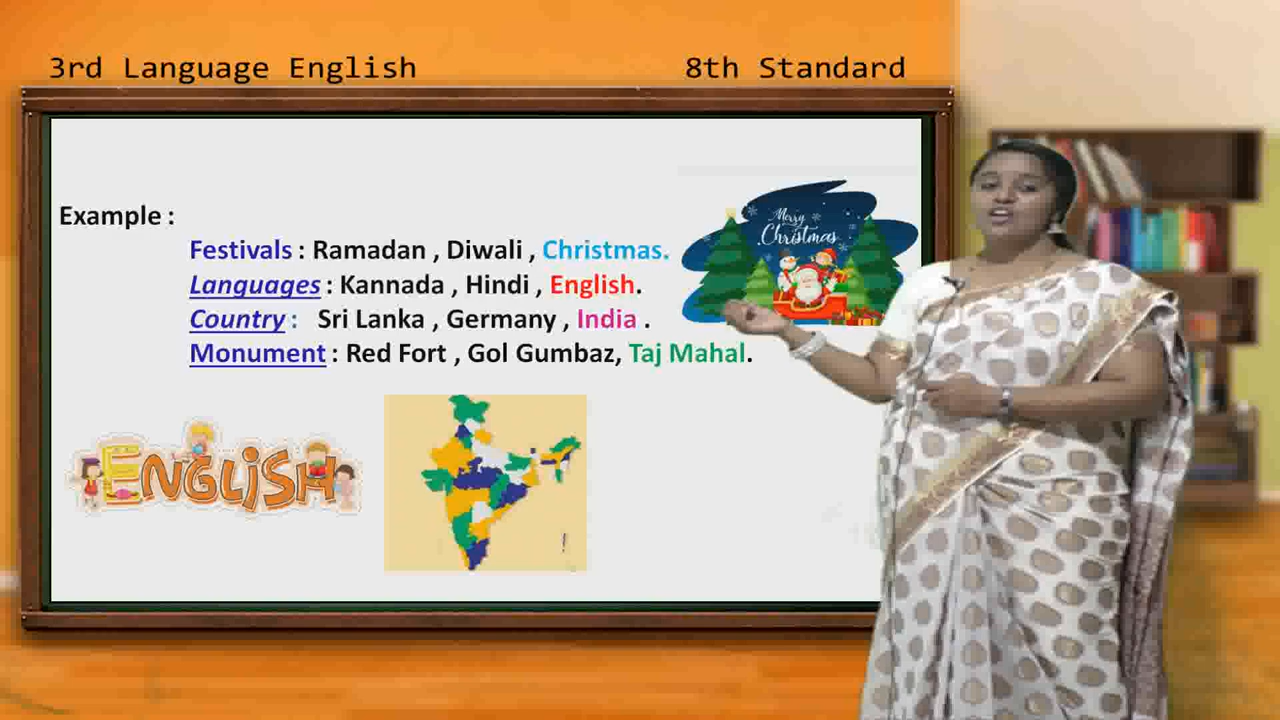 3rd Language English
8th Standard
Example :
Festivals : Ramadan , Diwali , Christmas.
Languages : Kannada , Hindi , English.
Country : Sri Lanka , Germany , India .
Monument : Red Fort , Gol Gumbaz, Taj Mahal.
Merry
Christmas
ENGLISH